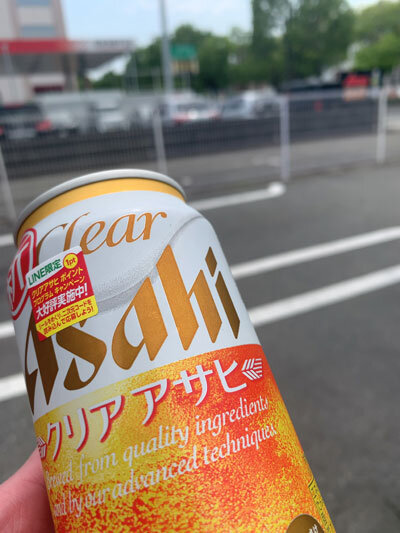 Clear
LINE限定
1pt
クリアアサヒ ポイント
プログラム キャンペーン
大好評実施中!
Asahi
クリア アサヒ
brewed from quality ingredients
and by our advanced techniques